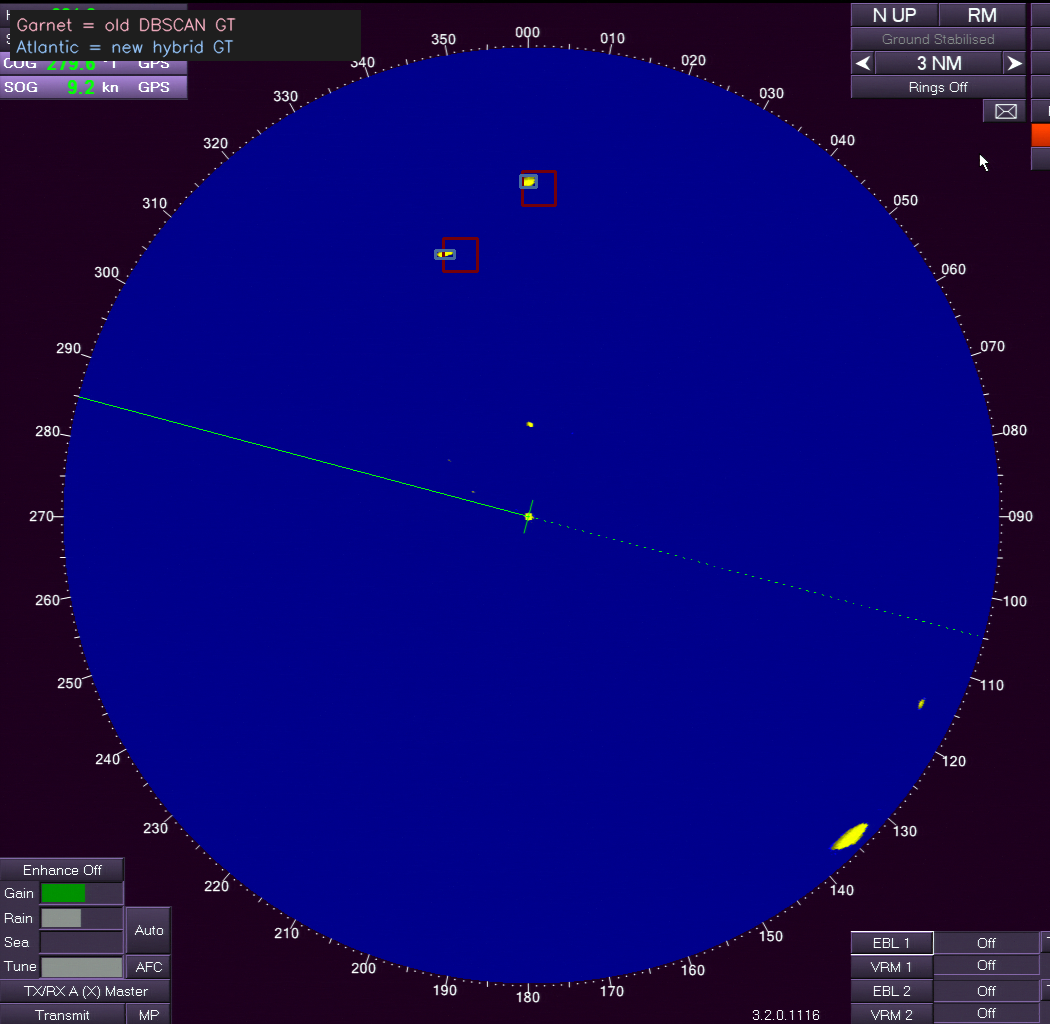 Garnet = old DBSCAN GT
Atlantic = new hybrid GT
COG 279.6 °T GPS
SOG 9.2 kn GPS
N UP RM
Ground Stabilised
3 NM
Rings Off
000
010
020
030
040
050
060
070
080
090
100
110
120
130
140
150
160
170
180
190
200
210
220
230
240
250
260
270
280
290
300
310
320
330
340
350
Enhance Off
Gain
Rain
Sea
Auto
Tune
AFC
TX/RX A (X) Master
Transmit MP
3.2.0.1116
EBL 1 Off
VRM 1 Off
EBL 2 Off
VRM 2 Off